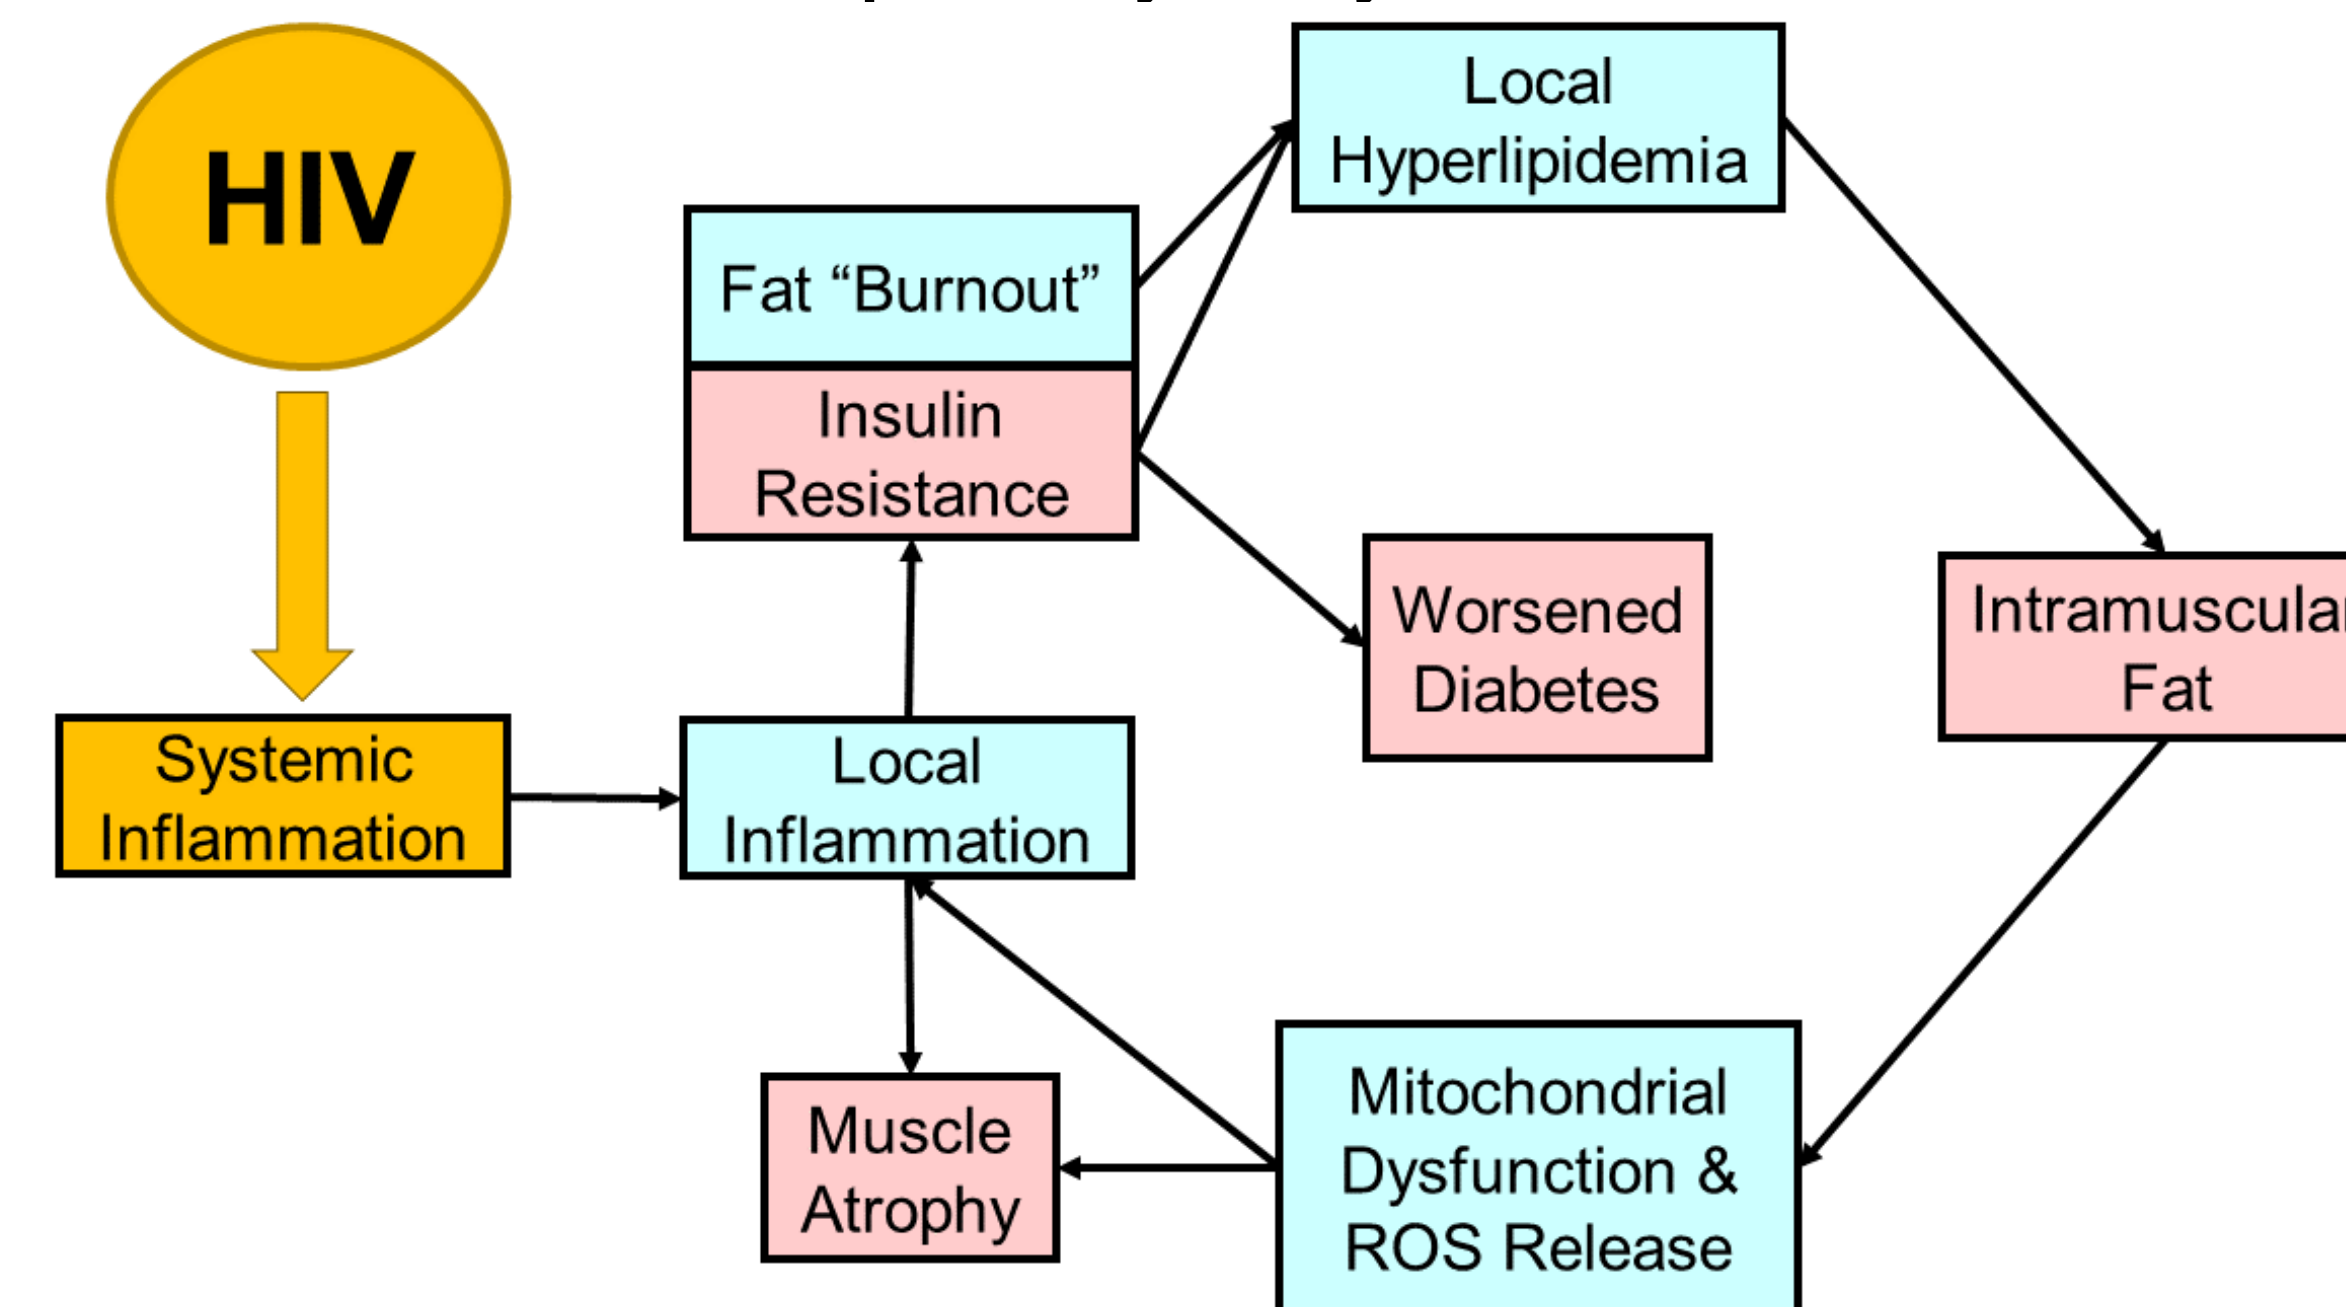 HIV
Local
Hyperlipidemia
Fat “Burnout”
Insulin
Resistance
Worsened
Diabetes
Intramuscular
Fat
Systemic
Inflammation
Local
Inflammation
Muscle
Atrophy
Mitochondrial
Dysfunction &
ROS Release